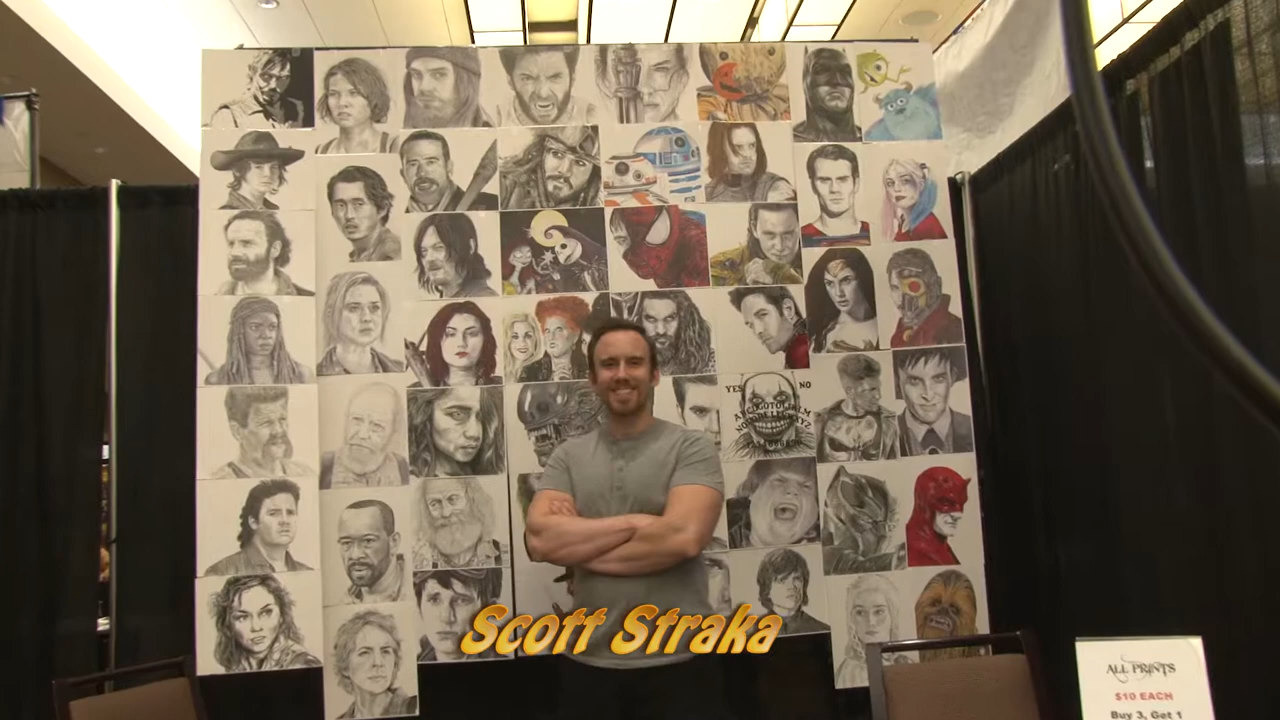 YES NO
Scott Straka
ALL PRINTS
$10 EACH
Buy 3, Get 1